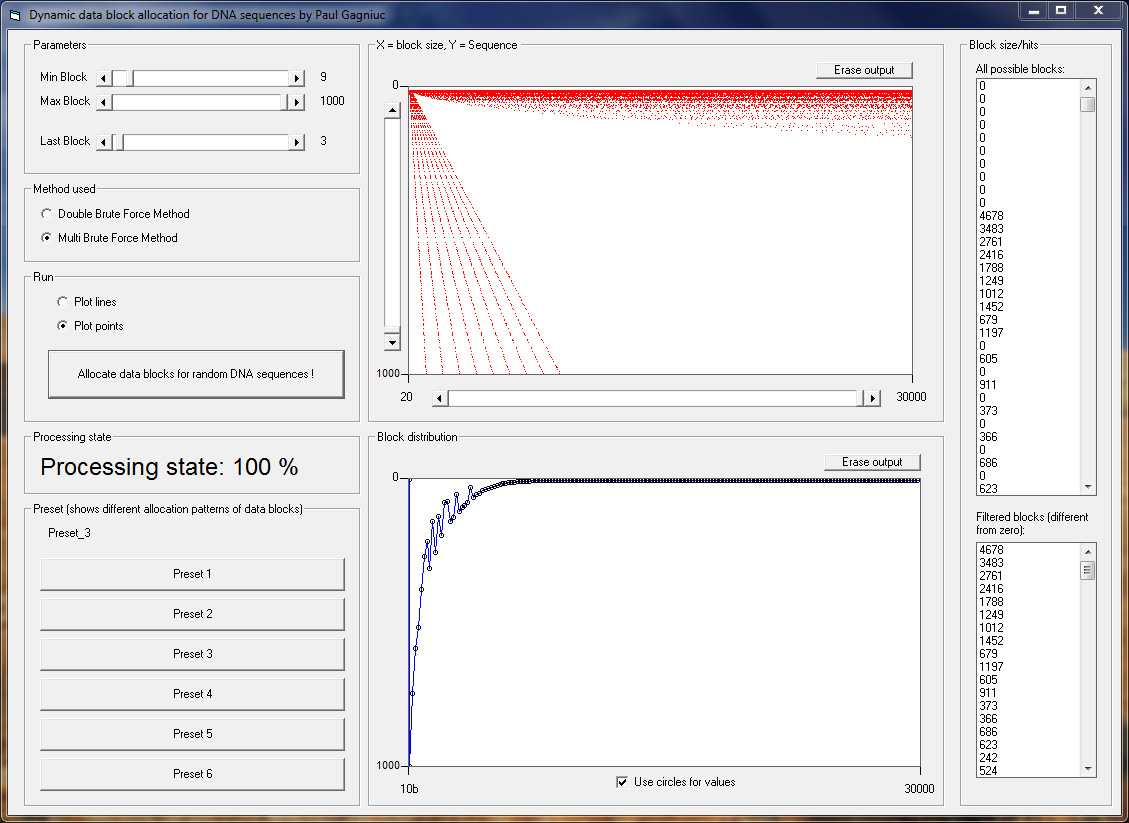 Dynamic data block allocation for DNA sequences by Paul Gagniuc
Parameters
Min Block
9
Max Block
1000
Last Block
3
Method used
Double Brute Force Method
Multi Brute Force Method
Run
Plot lines
Plot points
Allocate data blocks for random DNA sequences !
Processing state
Processing state: 100 %
Preset (shows different allocation patterns of data blocks)
Preset_3
Preset 1
Preset 2
Preset 3
Preset 4
Preset 5
Preset 6
X = block size, Y = Sequence
Erase output
0
1000
20
30000
Block distribution
Erase output
0
1000
10b
Use circles for values
30000
Block size/hits
All possible blocks:
0
0
0
0
0
0
0
0
0
0
4678
3483
2761
2416
1788
1249
1012
1452
679
1197
0
605
0
911
0
373
0
366
0
686
0
623
Filtered blocks (different
from zero):
4678
3483
2761
2416
1788
1249
1012
1452
679
1197
605
911
373
366
686
623
242
524